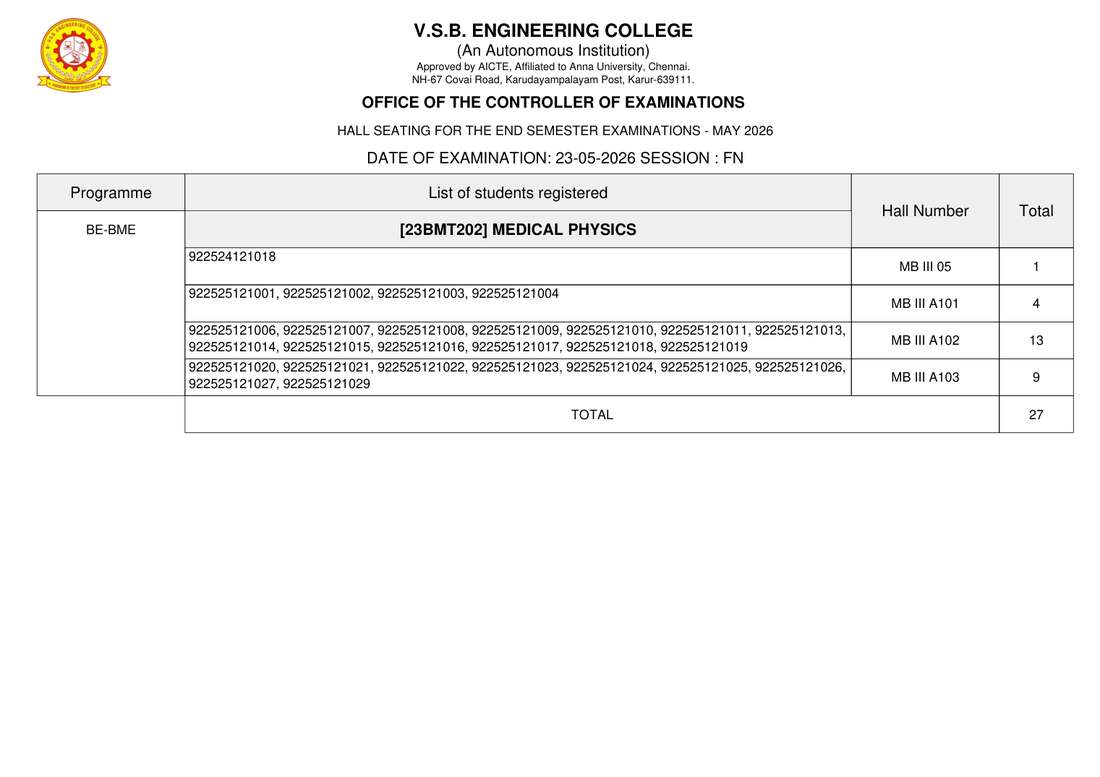 V.S.B. ENGINEERING COLLEGE
(An Autonomous Institution)
Approved by AICTE, Affiliated to Anna University, Chennai.
NH-67 Covai Road, Karudayampalayam Post, Karur-639111.
OFFICE OF THE CONTROLLER OF EXAMINATIONS
HALL SEATING FOR THE END SEMESTER EXAMINATIONS - MAY 2026
DATE OF EXAMINATION: 23-05-2026 SESSION : FN
Programme List of students registered Hall Number Total
BE-BME [23BMT202] MEDICAL PHYSICS
922524121018 MB III 05 1
922525121001, 922525121002, 922525121003, 922525121004 MB III A101 4
922525121006, 922525121007, 922525121008, 922525121009, 922525121010, 922525121011, 922525121013,
922525121014, 922525121015, 922525121016, 922525121017, 922525121018, 922525121019 MB III A102 13
922525121020, 922525121021, 922525121022, 922525121023, 922525121024, 922525121025, 922525121026,
922525121027, 922525121029 MB III A103 9
TOTAL 27